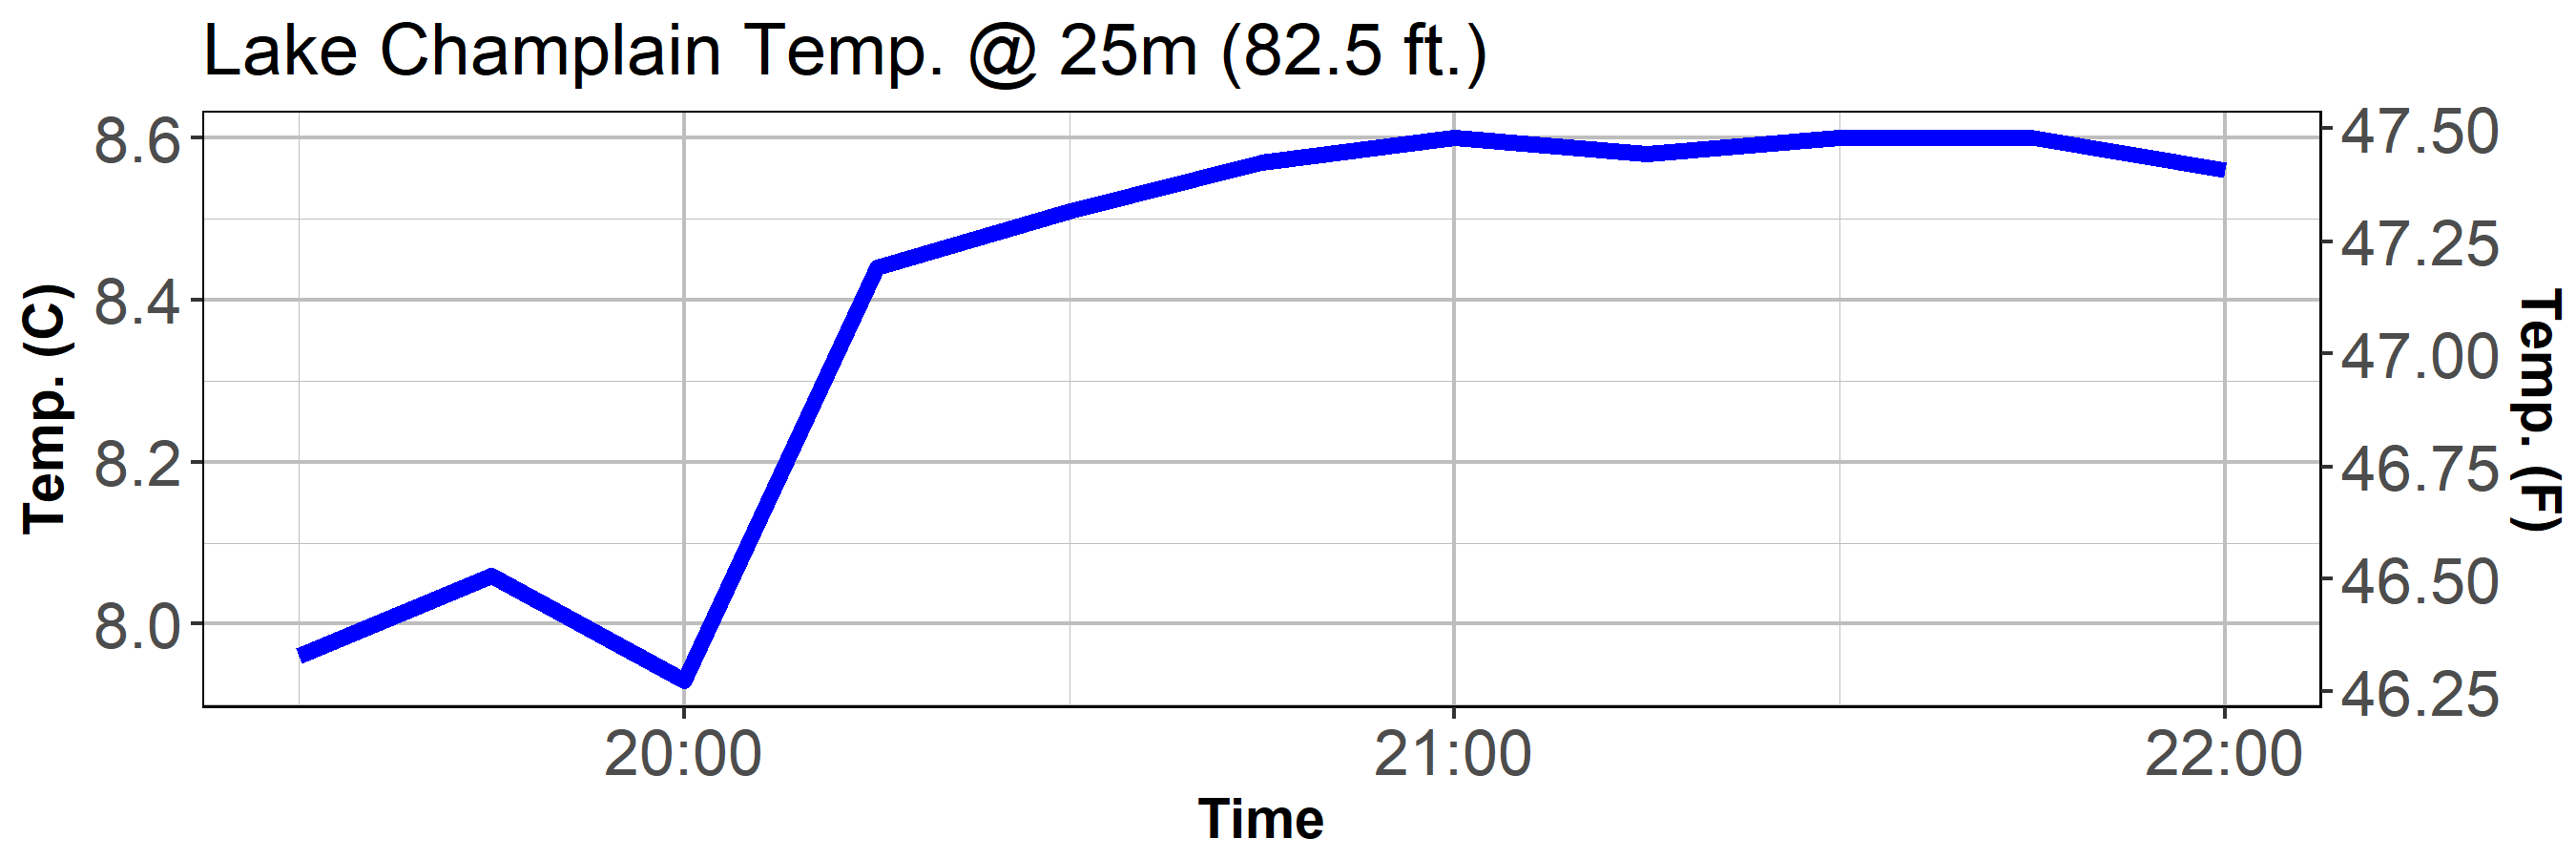 Lake Champlain Temp. @ 25m (82.5 ft.)
Temp. (C)
8.6
8.4
8.2
8.0
47.50
47.25
47.00
46.75
46.50
46.25
Temp. (F)
20:00 21:00 22:00
Time